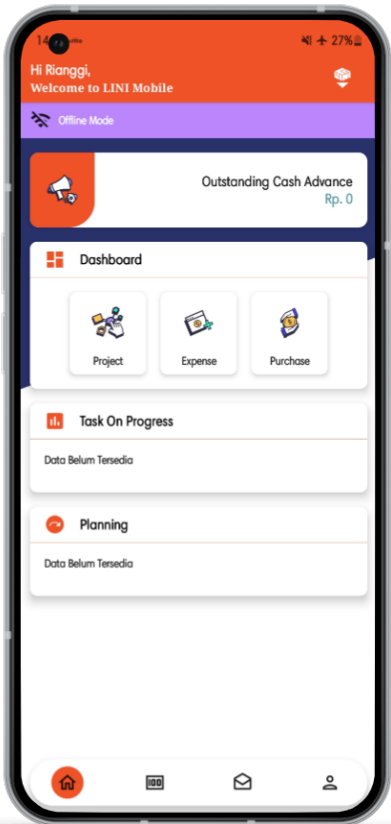 27%
Hi Rianggi,
Welcome to LINI Mobile
Offline Mode
Outstanding Cash Advance
Rp. 0
Dashboard
Project
Expense
Purchase
Task On Progress
Data Belum Tersedia
Planning
Data Belum Tersedia